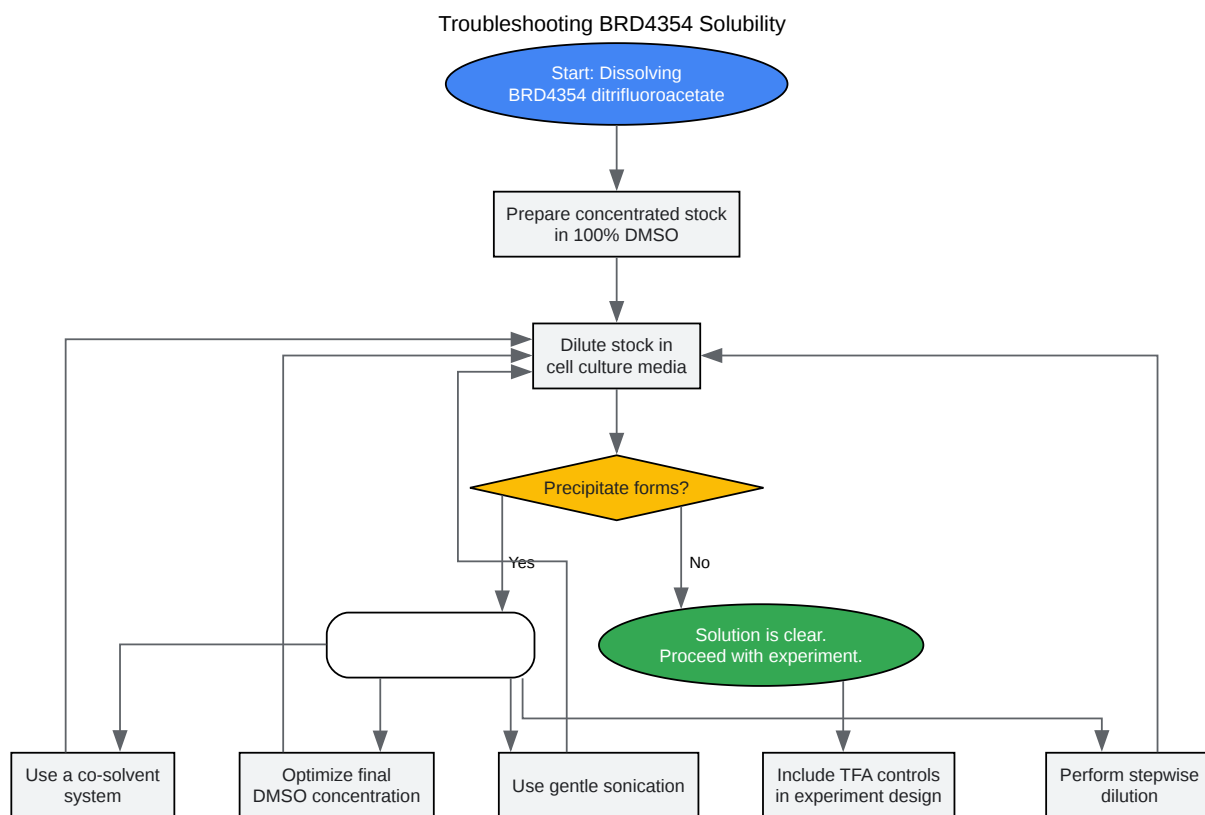 Troubleshooting BRD4354 Solubility
Start: Dissolving
BRD4354 ditrifluoroacetate
Prepare concentrated stock
in 100% DMSO
Dilute stock in
cell culture media
Precipitate forms?
Yes
No
Solution is clear.
Proceed with experiment.
Use a co-solvent
system
Optimize final
DMSO concentration
Use gentle sonication
Include TFA controls
in experiment design
Perform stepwise
dilution